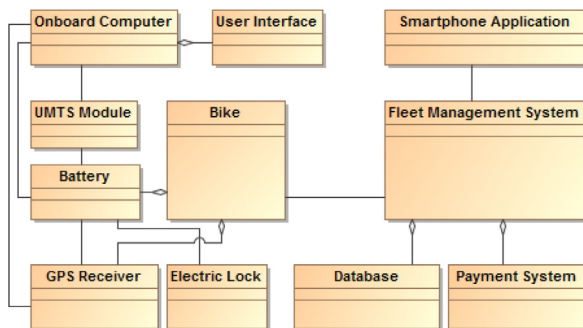 Onboard Computer
User Interface
Smartphone Application
UMTS Module
Bike
Fleet Management System
Battery
GPS Receiver
Electric Lock
Database
Payment System